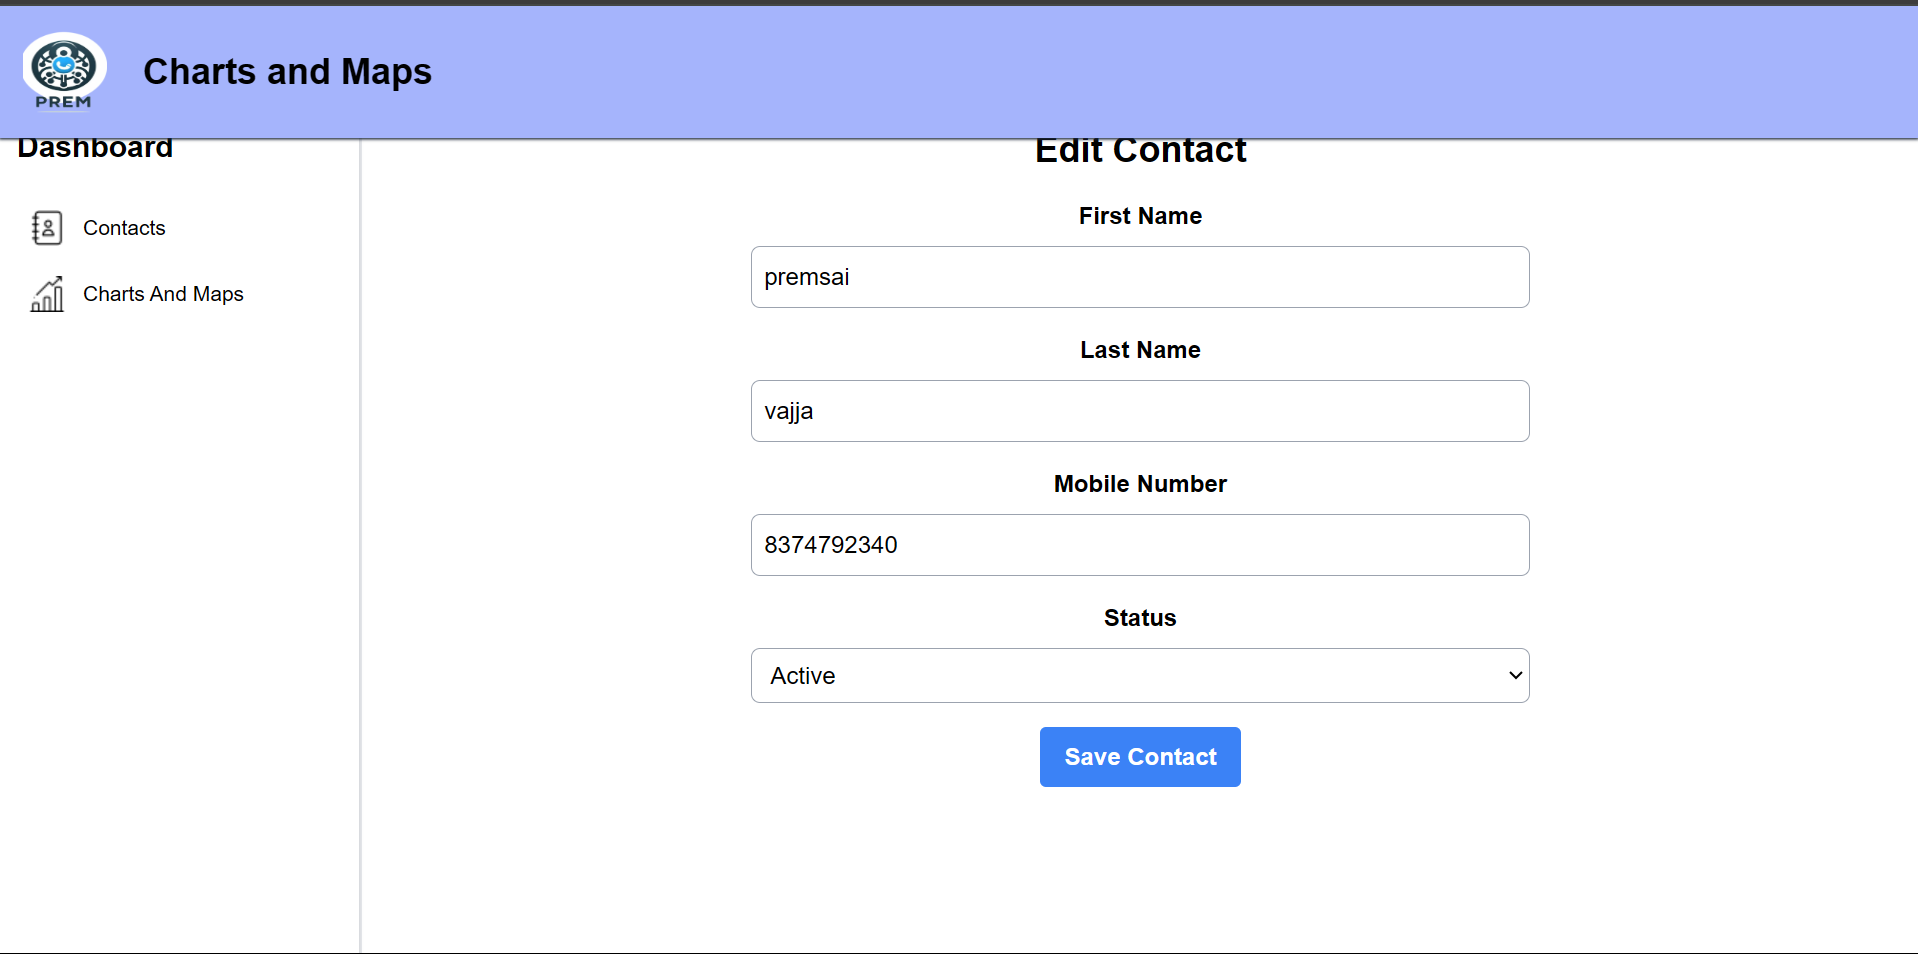 PREM
Charts and Maps
Dashboard
Contacts
Charts And Maps
Edit Contact
First Name
premsai
Last Name
vajja
Mobile Number
8374792340
Status
Active
Save Contact